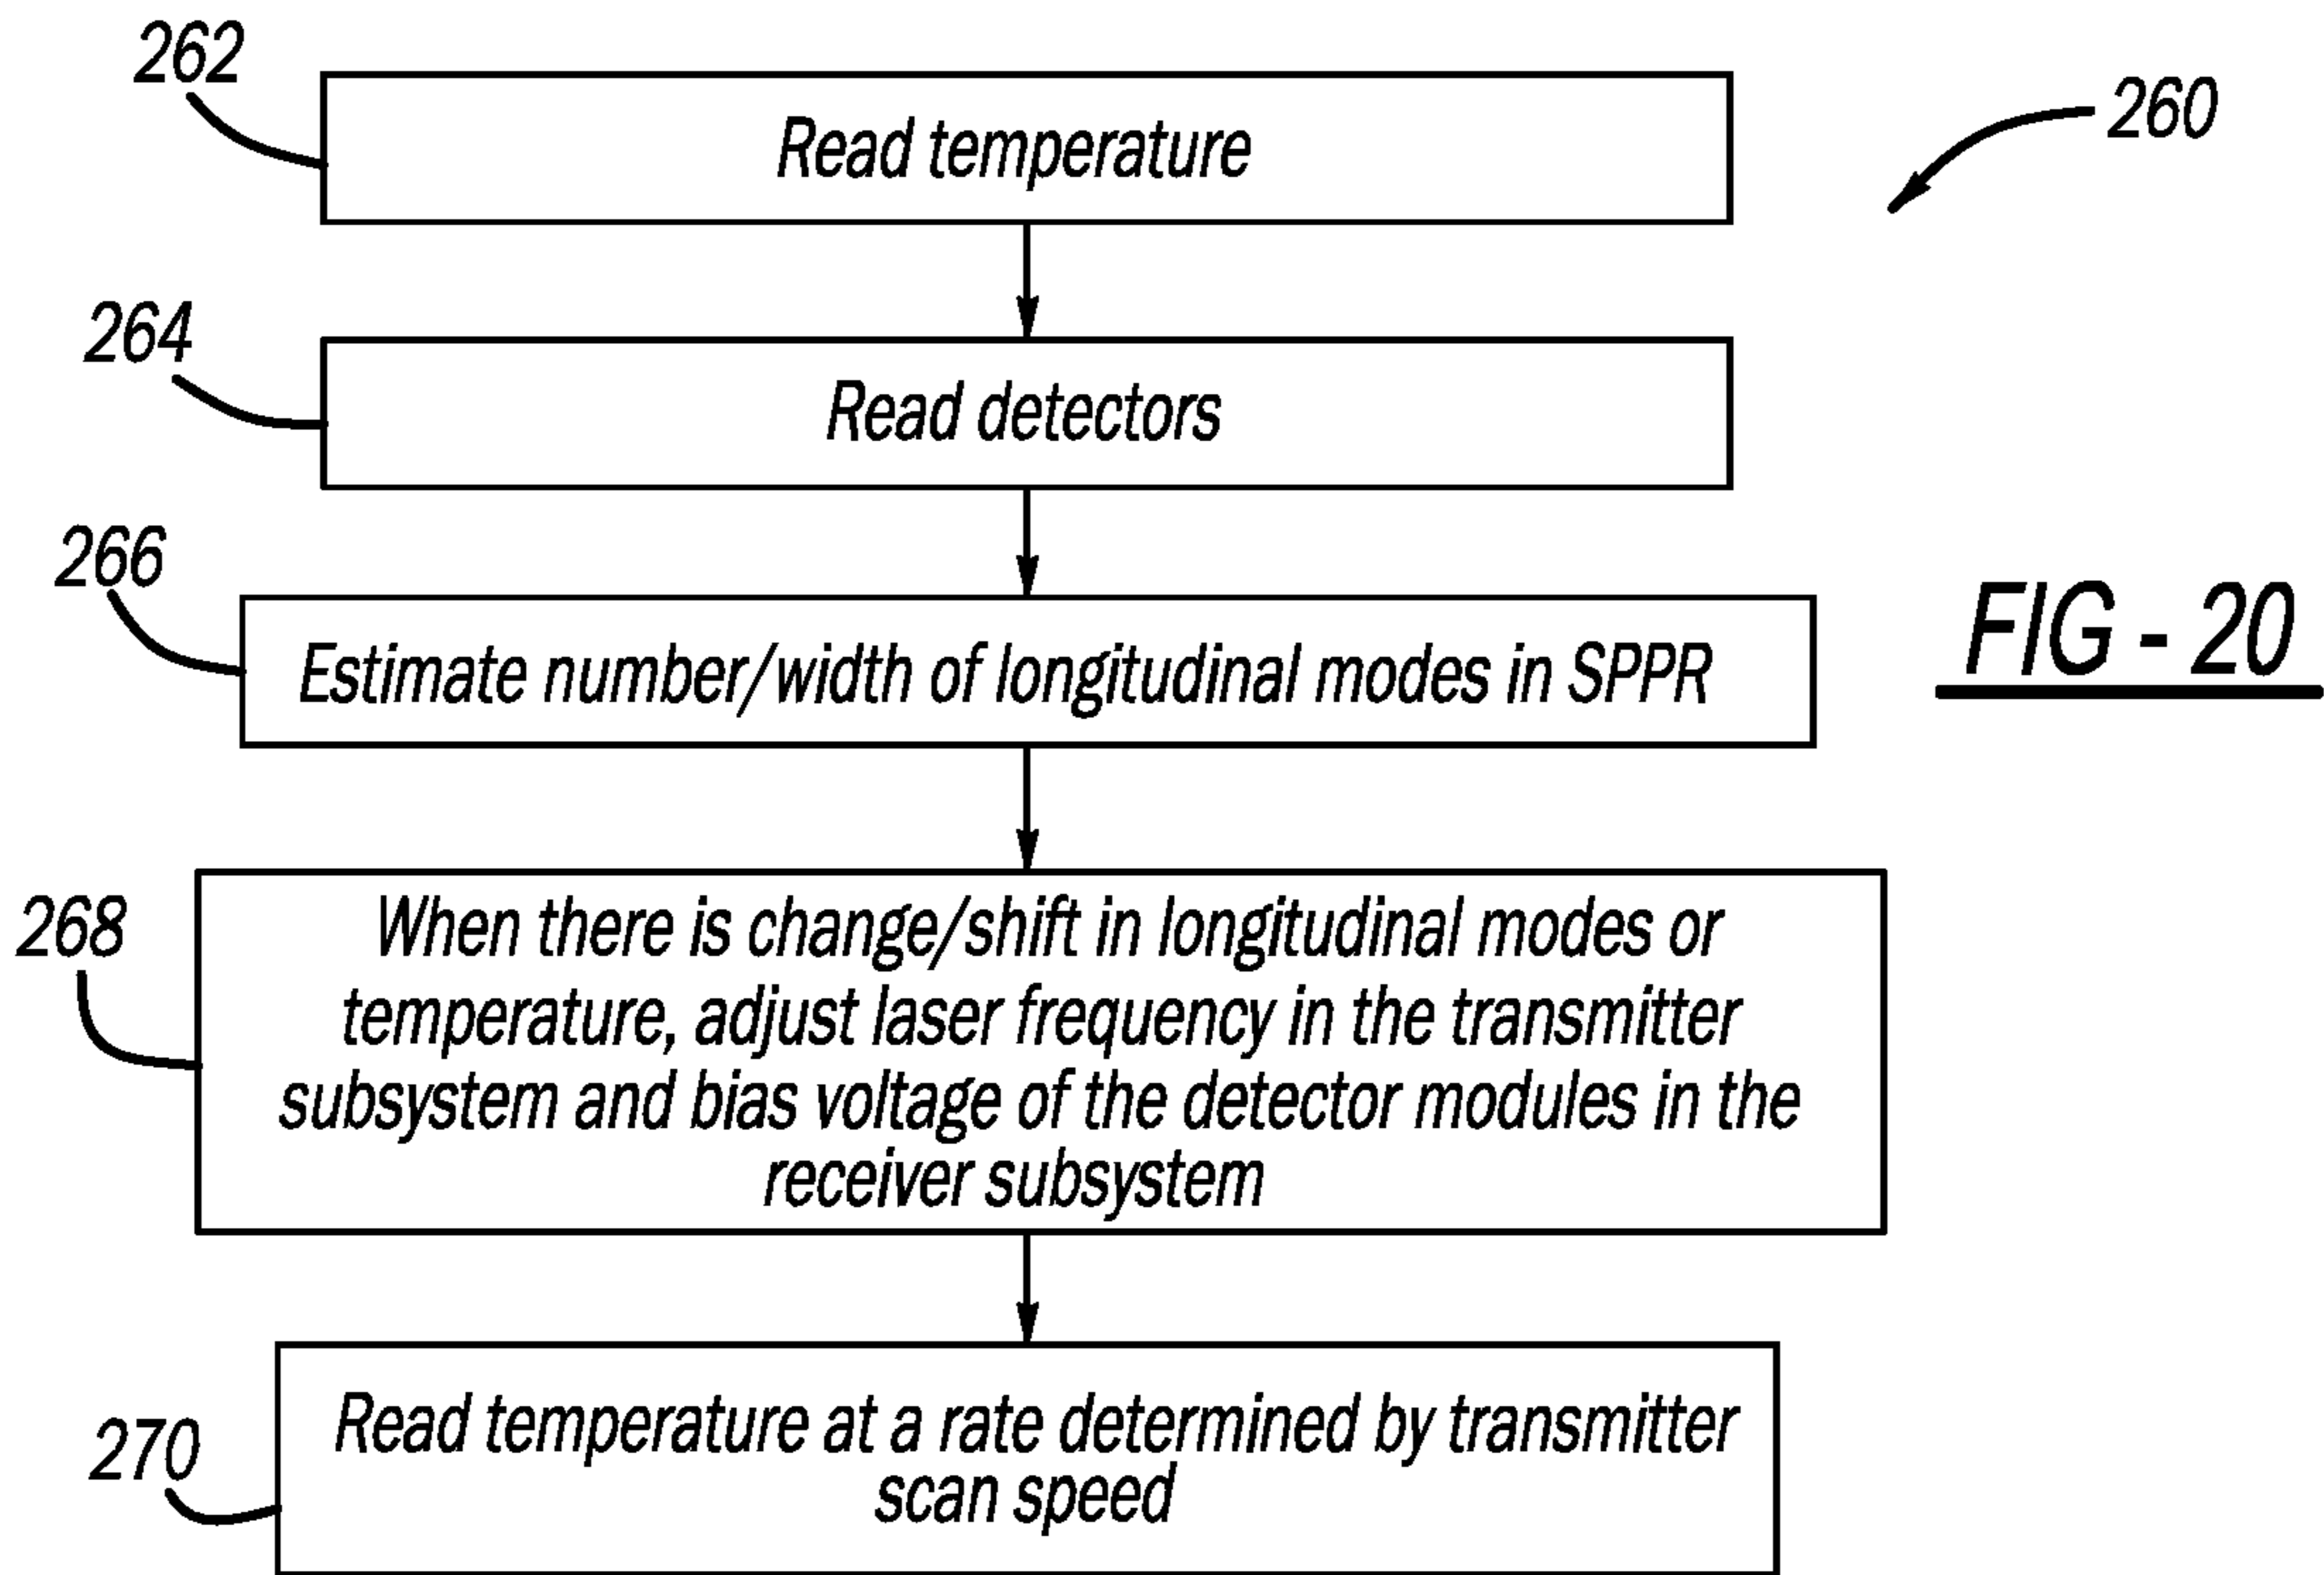 262
Read temperature
260
264
Read detectors
266
Estimate number/width of longitudinal modes in SPPR
FIG - 20
268
When there is change/shift in longitudinal modes or
temperature, adjust laser frequency in the transmitter
subsystem and bias voltage of the detector modules in the
receiver subsystem
270
Read temperature at a rate determined by transmitter
scan speed